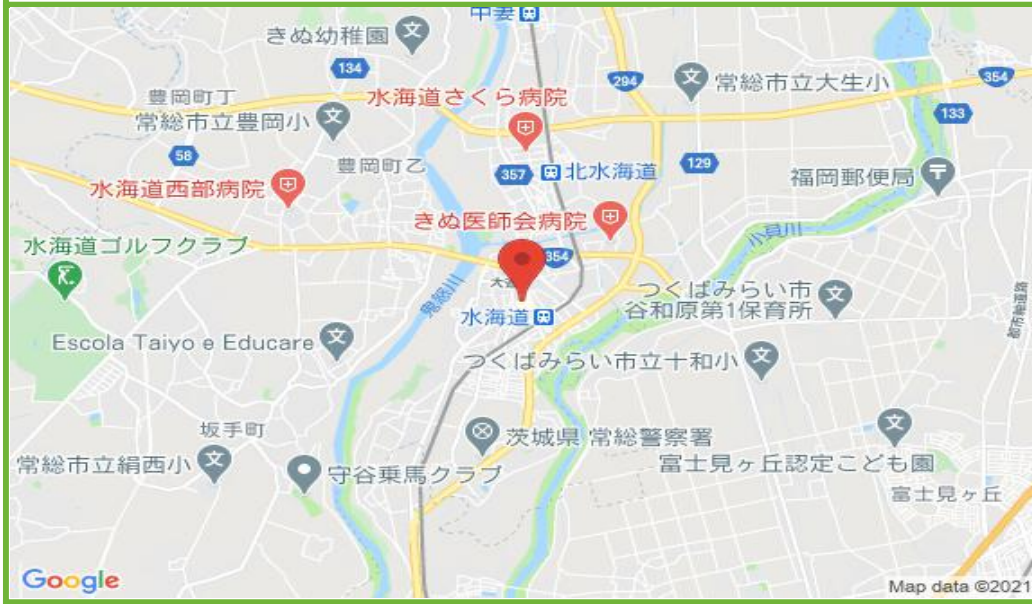 中妻
きぬ幼稚園
134
294
常総市立大生小
354
豊岡町丁
水海道さくら病院
常総市立豊岡小
133
58
豊岡町乙
357
北水海道
129
福岡郵便局
水海道西部病院
きぬ医師会病院
小貝川
水海道ゴルフクラブ
354
鬼怒川
つくばみらい市
谷和原第1保育所
水海道
Escola Taiyo e Educare
つくばみらい市立十和小
坂手町
茨城県 常総警察署
常総市立絹西小
守谷乗馬クラブ
富士見ヶ丘認定こども園
富士見ヶ丘
Google
Map data ©2021